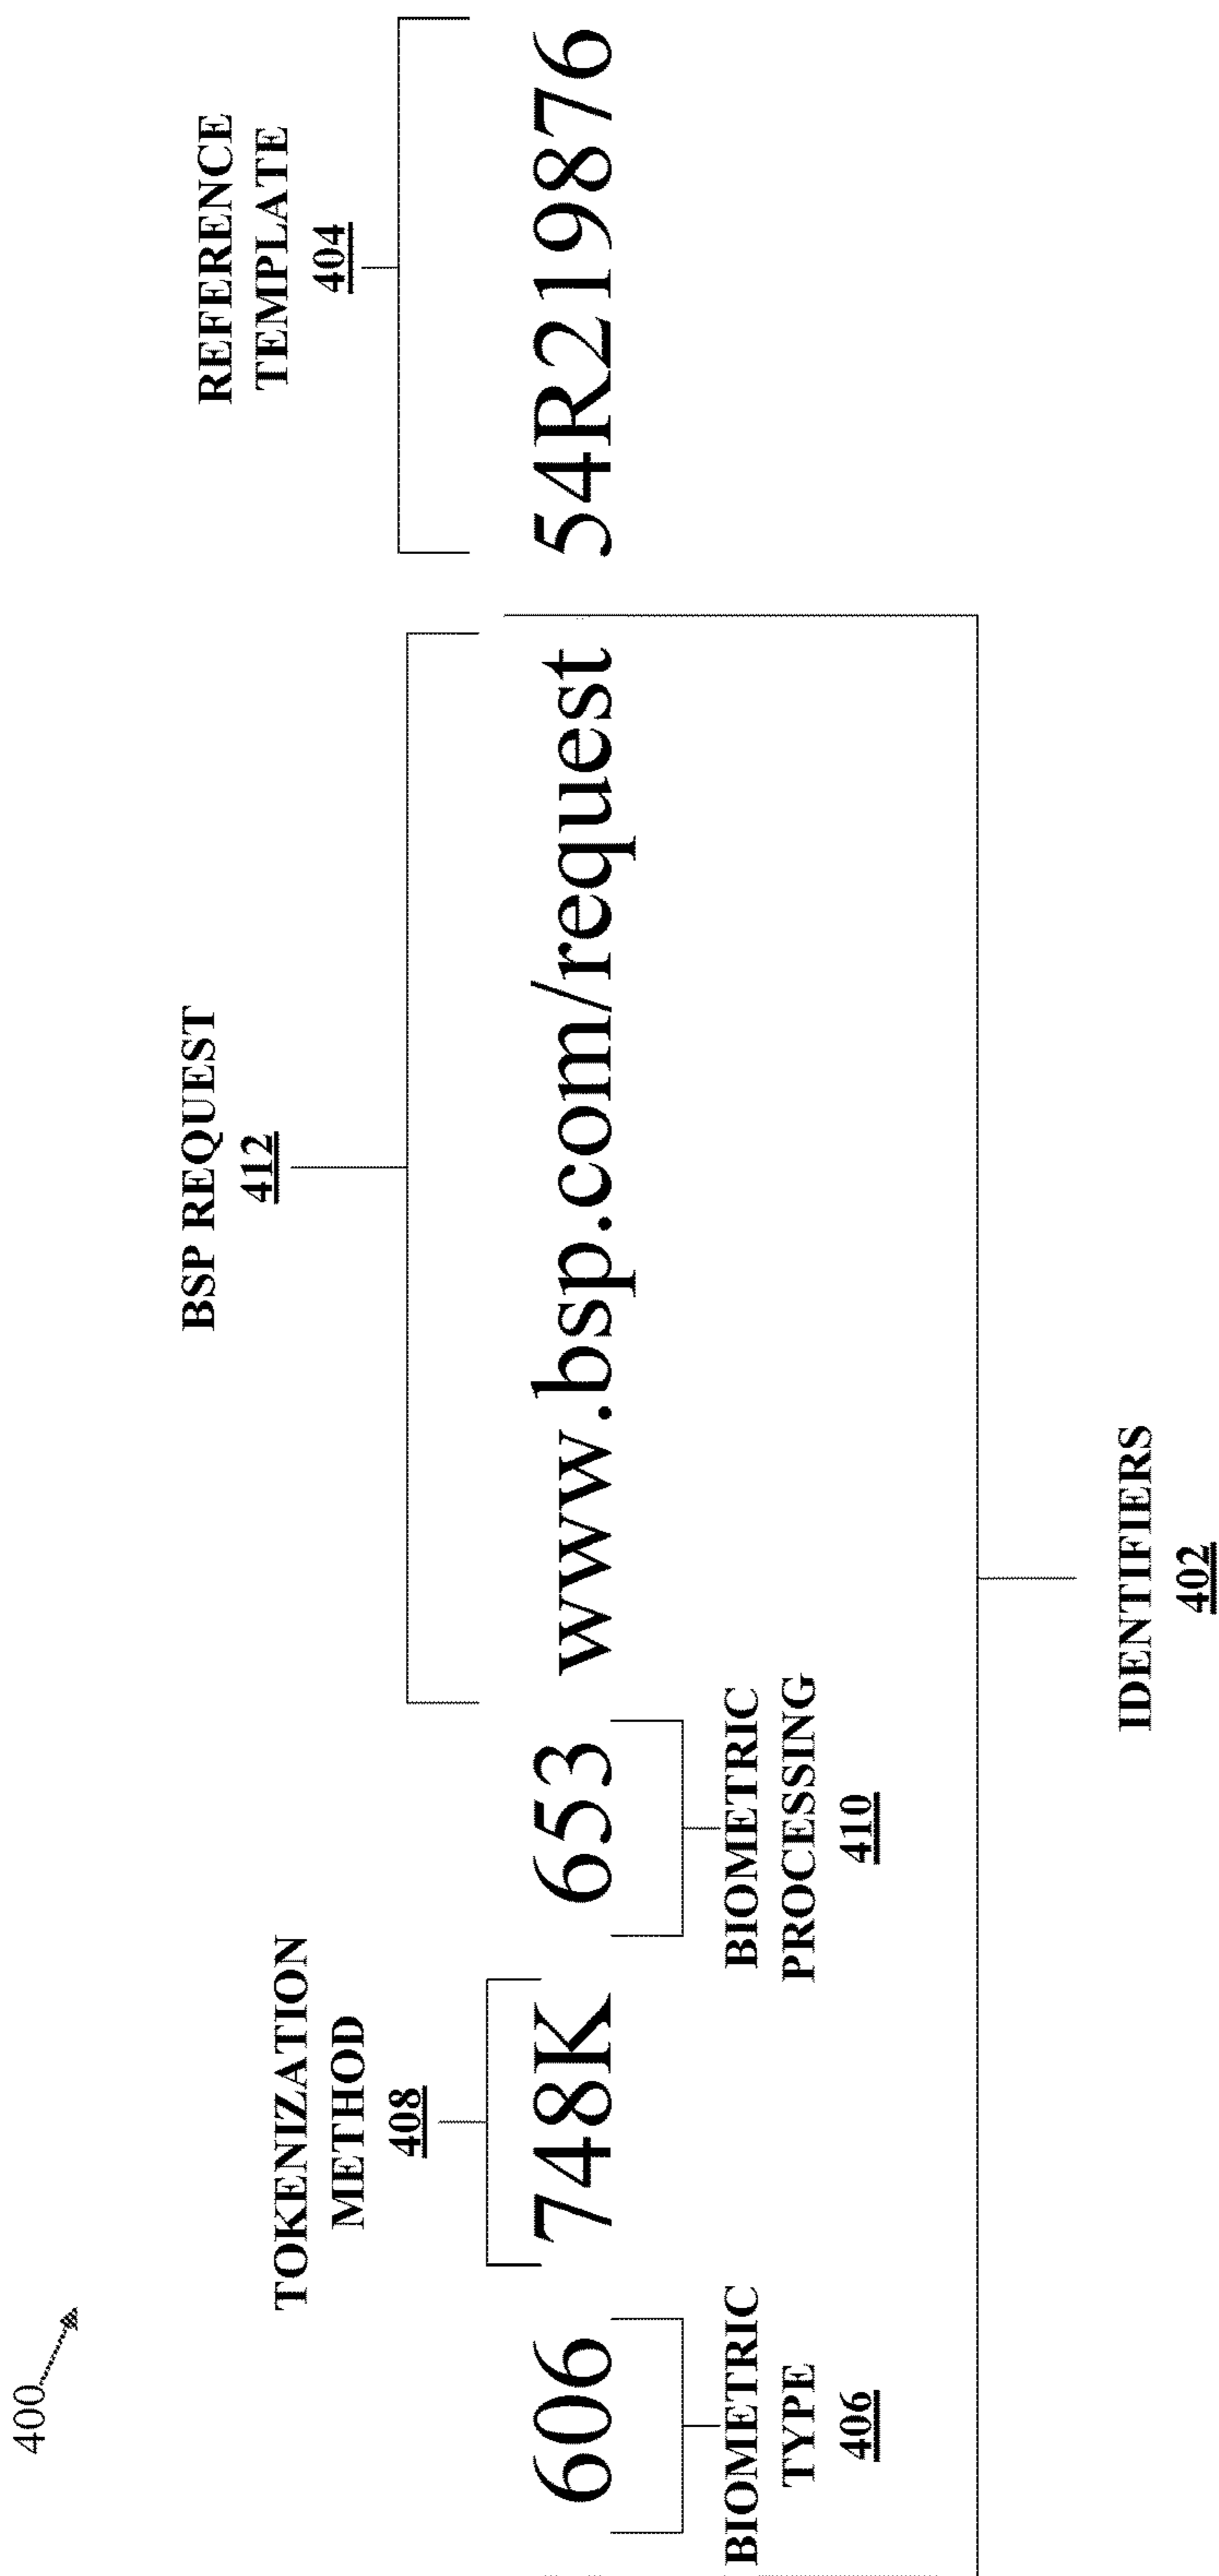 400
TOKENIZATION
METHOD
408
BSP REQUEST
412
REFERENCE
TEMPLATE
404
606 748K 653 www.bsp.com/request 54R219876
BIOMETRIC
TYPE
406
BIOMETRIC
PROCESSING
410
IDENTIFIERS
402